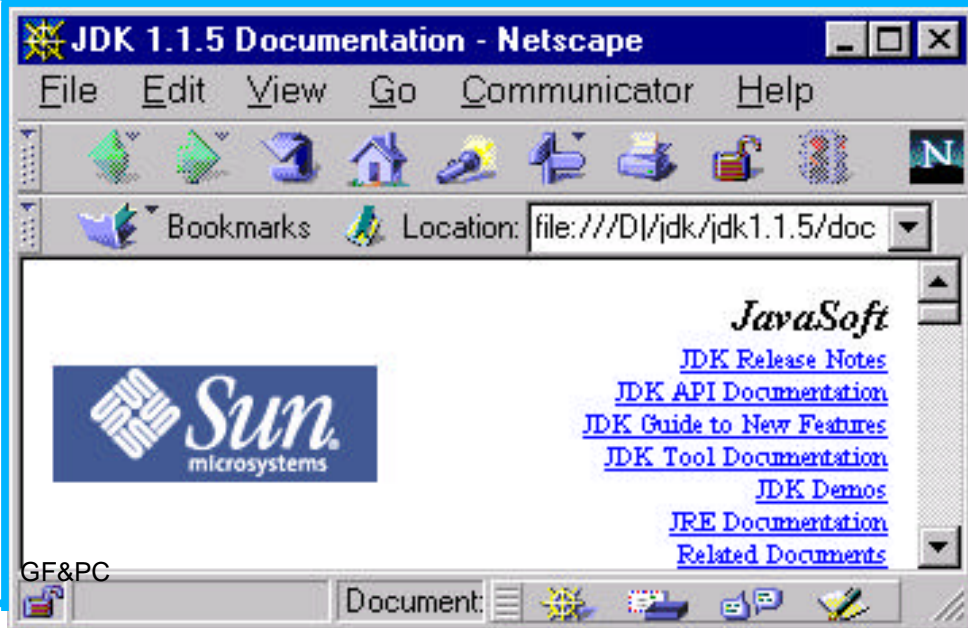 JDK 1.1.5 Documentation - Netscape
File Edit View Go Communicator Help
N
Bookmarks Location: file:///D|/jdk/jdk1.1.5/doc
JavaSoft
JDK Release Notes
JDK API Documentation
JDK Guide to New Features
JDK Tool Documentation
JDK Demos
JRE Documentation
Related Documents
Sun.
microsystems
GF&PC
Document: